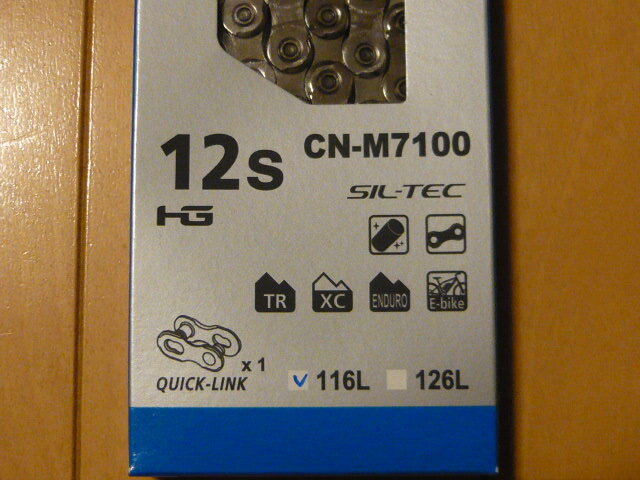 12s CN-M7100
HG SIL-TEC
TR XC ENDURO E-bike
x 1
QUICK-LINK 116L 126L